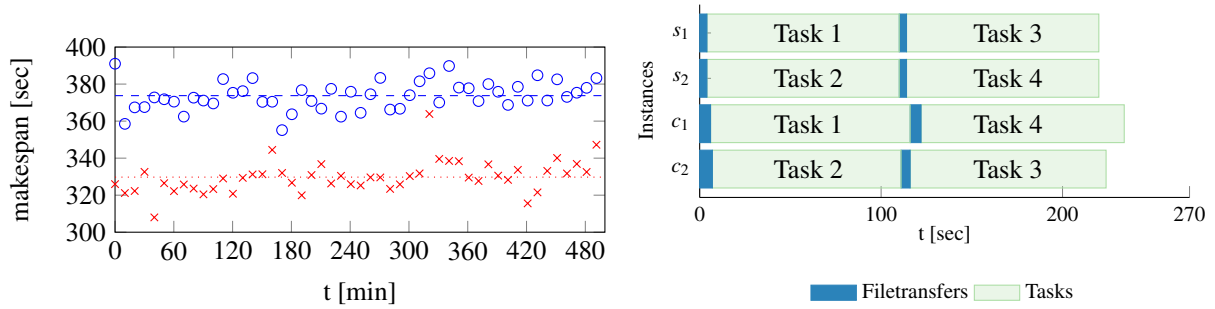 400
380
360
340
320
300
makespan [sec]
0 60 120 180 240 300 360 420 480
t [min]
Instances
s1 Task 1 Task 3
s2 Task 2 Task 4
c1 Task 1 Task 4
c2 Task 2 Task 3
0 100 200 270
t [sec]
Filetransfers Tasks